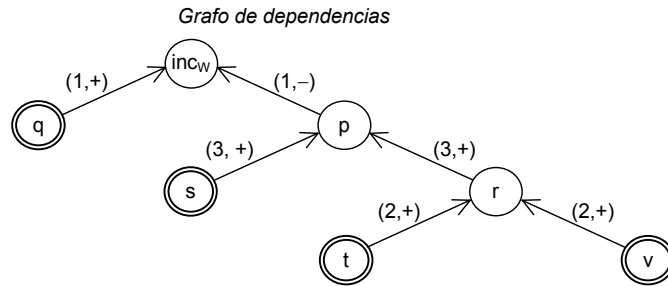 Grafo de dependencias
inc_W
(1,+)
(1,−)
q
p
(3, +)
(3,+)
s
r
(2,+)
(2,+)
t
v